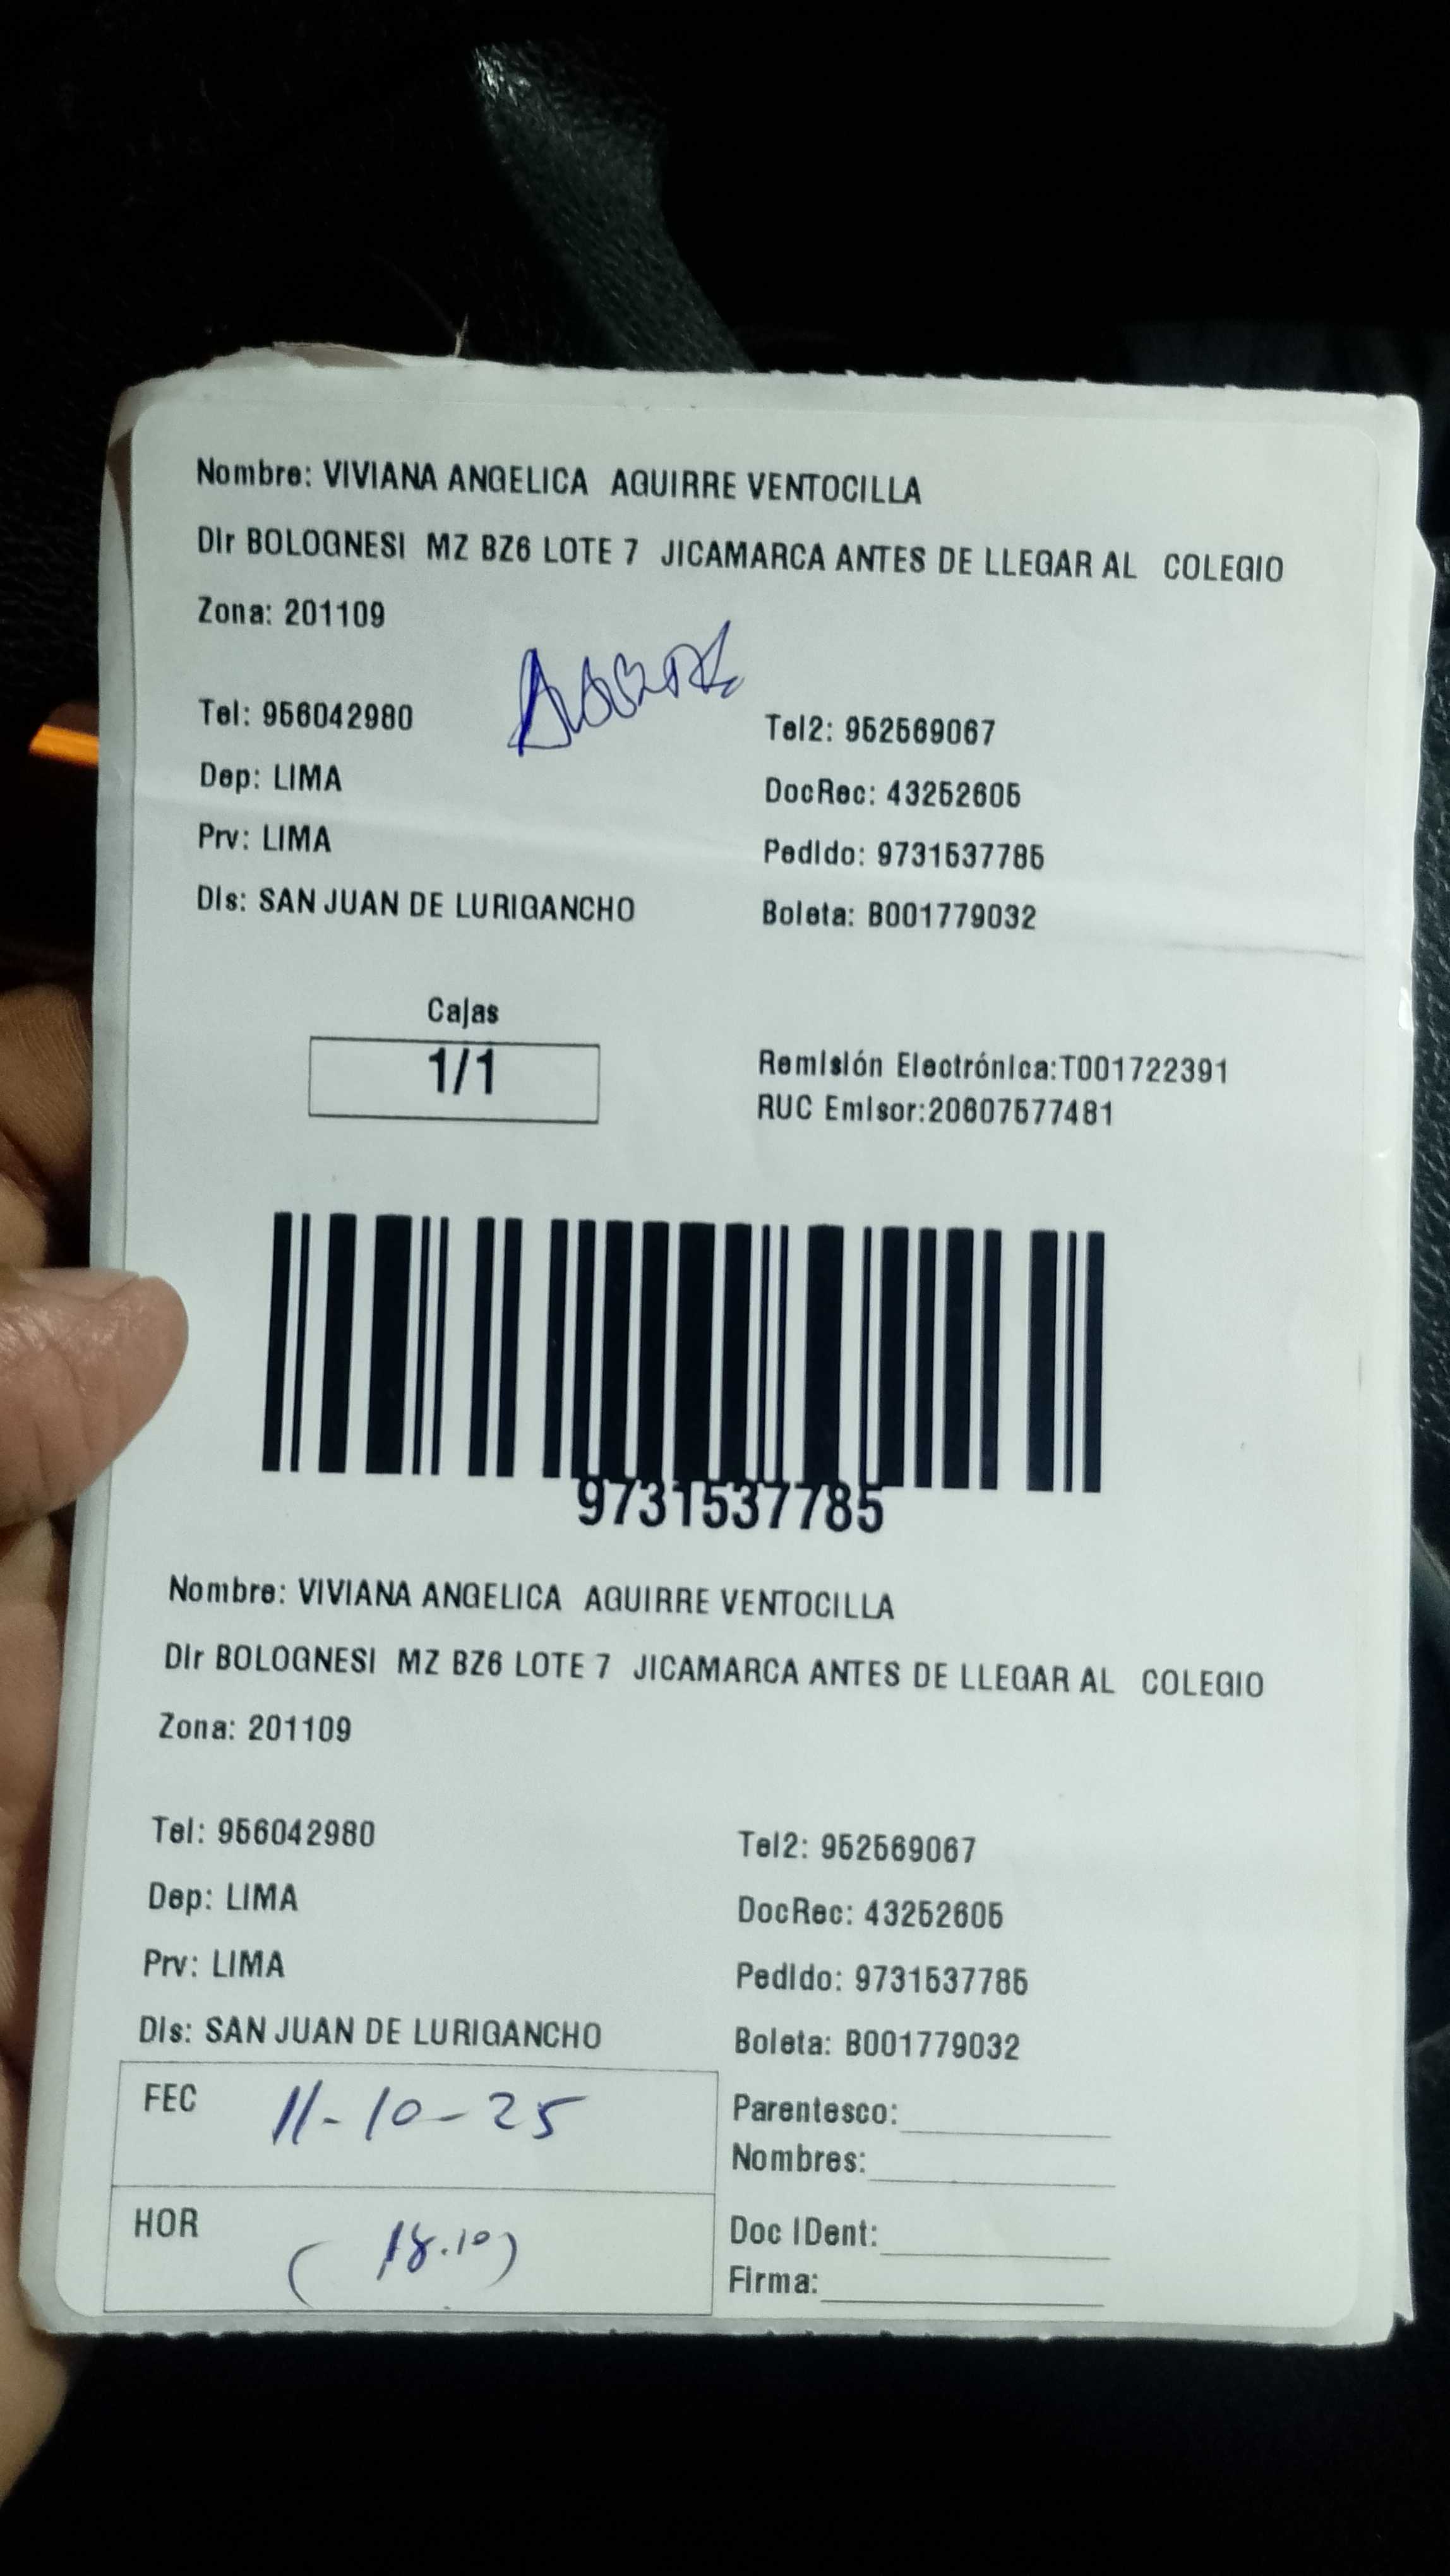 Nombre: VIVIANA ANGELICA AGUIRRE VENTOCILLA
Dir BOLOGNESI MZ BZ6 LOTE 7 JICAMARCA ANTES DE LLEGAR AL COLEGIO
Zona: 201109
Tel: 956042980 Tel2: 952569067
Dep: LIMA DocRec: 43252605
Prv: LIMA Pedido: 9731537785
Dis: SAN JUAN DE LURIGANCHO Boleta: B001779032
Cajas
1/1
Remisión Electrónica:T001722391
RUC Emisor:20607577481
9731537785
Nombre: VIVIANA ANGELICA AGUIRRE VENTOCILLA
Dir BOLOGNESI MZ BZ6 LOTE 7 JICAMARCA ANTES DE LLEGAR AL COLEGIO
Zona: 201109
Tel: 956042980 Tel2: 952569067
Dep: LIMA DocRec: 43252605
Prv: LIMA Pedido: 9731537785
Dis: SAN JUAN DE LURIGANCHO Boleta: B001779032
FEC 11-10-25
Parentesco:
Nombres:
HOR (18.10)
Doc IDent:
Firma: